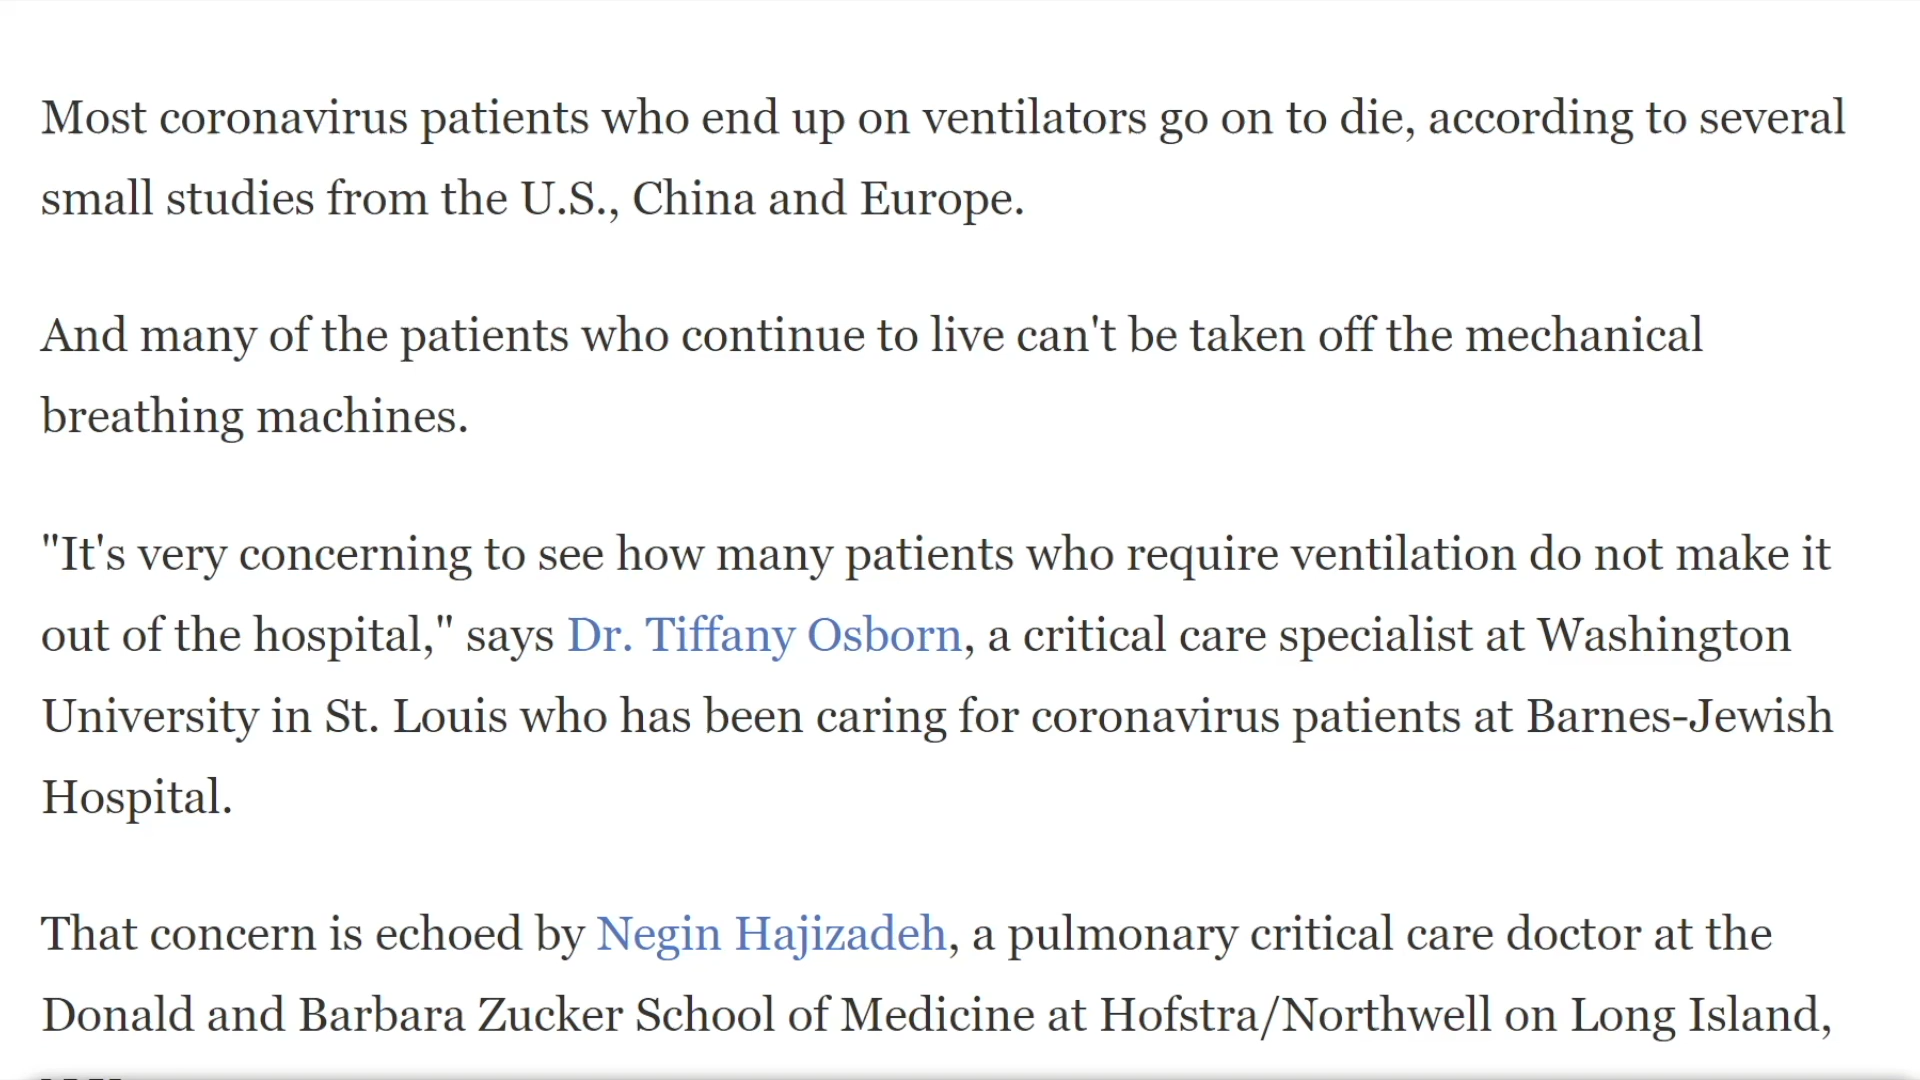 Most coronavirus patients who end up on ventilators go on to die, according to several
small studies from the U.S., China and Europe.
And many of the patients who continue to live can't be taken off the mechanical
breathing machines.
"It's very concerning to see how many patients who require ventilation do not make it
out of the hospital," says Dr. Tiffany Osborn, a critical care specialist at Washington
University in St. Louis who has been caring for coronavirus patients at Barnes-Jewish
Hospital.
That concern is echoed by Negin Hajizadeh, a pulmonary critical care doctor at the
Donald and Barbara Zucker School of Medicine at Hofstra/Northwell on Long Island,